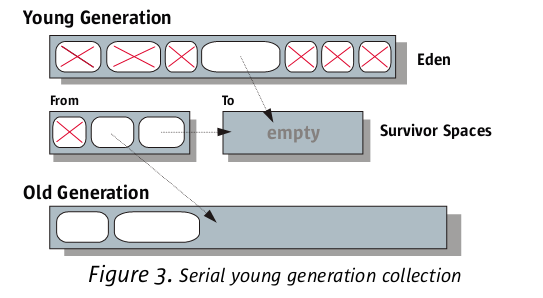 Young Generation
Eden
From
To
empty
Survivor Spaces
Old Generation
Figure 3. Serial young generation collection